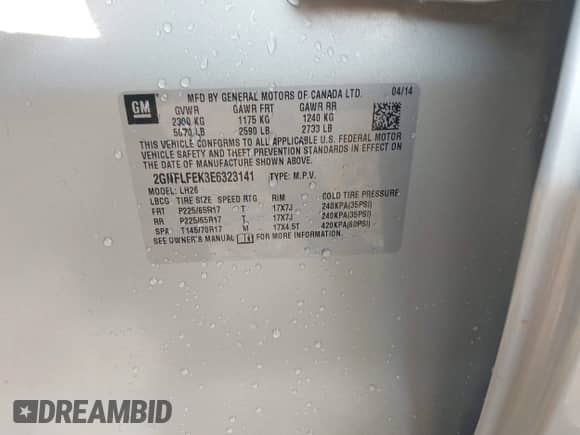 GM
MFD BY GENERAL MOTORS OF CANADA LTD. 04/14
GVWR GAWR FRT GAWR RR
2300 KG 1175 KG 1240 KG
5070 LB 2590 LB 2733 LB
THIS VEHICLE CONFORMS TO ALL APPLICABLE U.S. FEDERAL MOTOR
VEHICLE SAFETY AND THEFT PREVENTION STANDARDS IN EFFECT ON
THE DATE OF MANUFACTURE SHOWN ABOVE.
2GNFLFEK3E6323141 TYPE: M.P.V.
MODEL: LH26
LBCG TIRE SIZE SPEED RTG RIM COLD TIRE PRESSURE
FRT P225/65R17 T 17X7J 240KPA(35PSI)
RR P225/65R17 T 17X7J 240KPA(35PSI)
SPA T145/70R17 M 17X4.5T 420KPA(60PSI)
SEE OWNER'S MANUAL FOR MORE INFORMATION.
DREAMBID